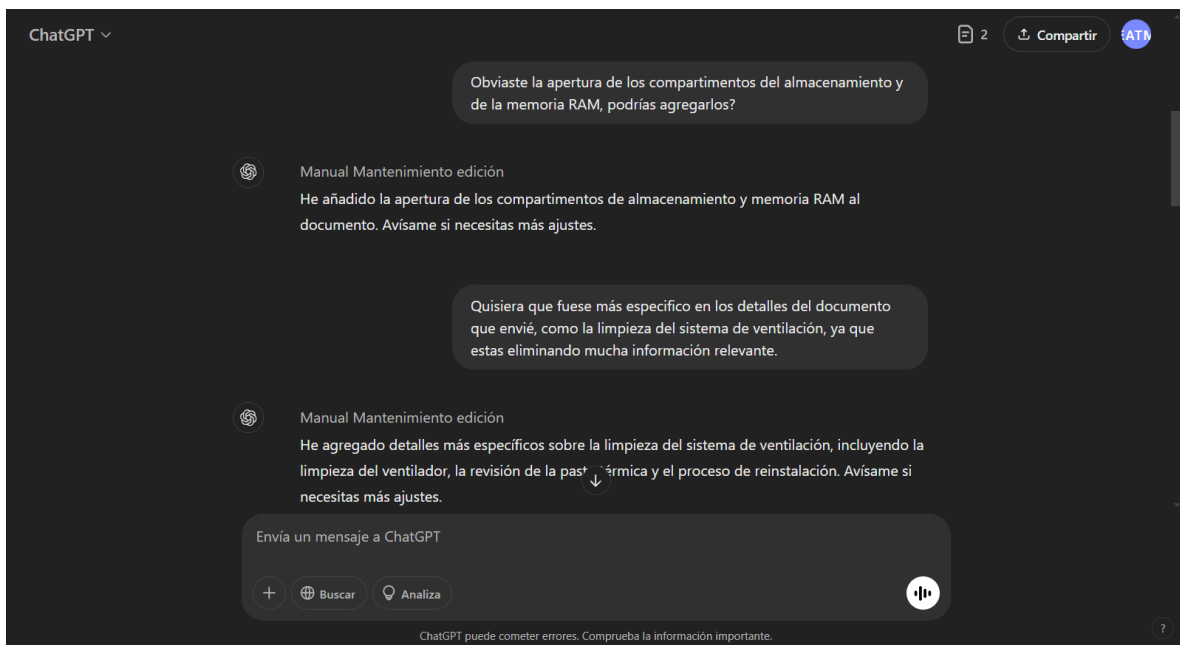 ChatGPT
2
Compartir
Obviaste la apertura de los compartimentos del almacenamiento y
de la memoria RAM, podrías agregarlos?
Manual Mantenimiento edición
He añadido la apertura de los compartimentos de almacenamiento y memoria RAM al
documento. Avísame si necesitas más ajustes.
Quisiera que fuese más especifico en los detalles del documento
que envié, como la limpieza del sistema de ventilación, ya que
estas eliminando mucha información relevante.
Manual Mantenimiento edición
He agregado detalles más específicos sobre la limpieza del sistema de ventilación, incluyendo la
limpieza del ventilador, la revisión de la pasta térmica y el proceso de reinstalación. Avísame si
necesitas más ajustes.
Envía un mensaje a ChatGPT
Buscar
Analiza
ChatGPT puede cometer errores. Comprueba la información importante.
?